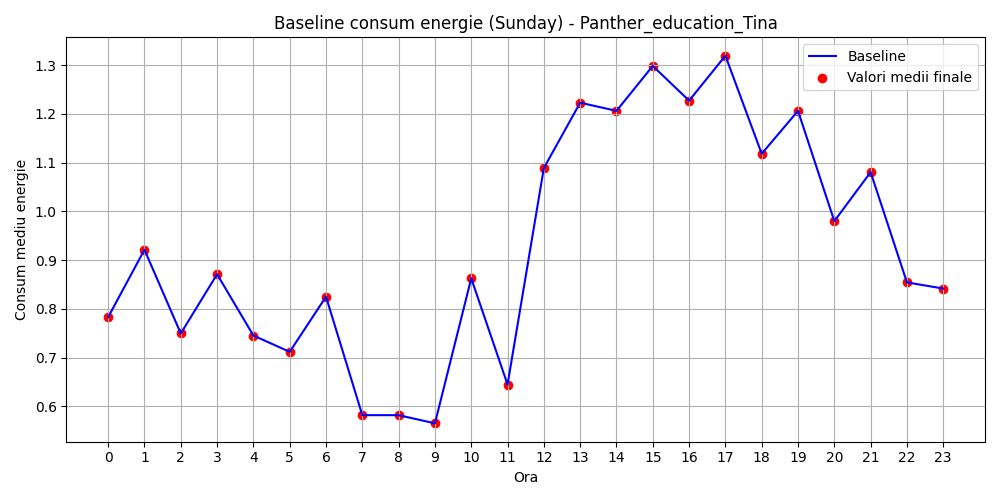 Baseline consum energie (Sunday) - Panther_education_Tina
Baseline
Valori medii finale
Consum mediu energie
1.3
1.2
1.1
1.0
0.9
0.8
0.7
0.6
0 1 2 3 4 5 6 7 8 9 10 11 12 13 14 15 16 17 18 19 20 21 22 23
Ora